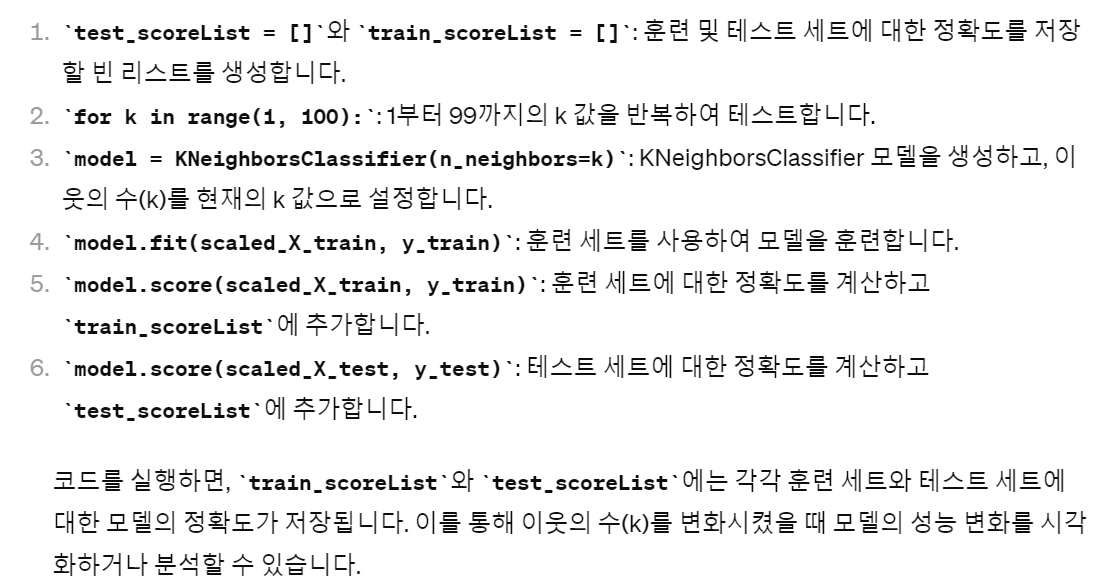 1. `test_scoreList = []`와 `train_scoreList = []`: 훈련 및 테스트 세트에 대한 정확도를 저장
할 빈 리스트를 생성합니다.
2. `for k in range(1, 100):`: 1부터 99까지의 k 값을 반복하여 테스트합니다.
3. `model = KNeighborsClassifier(n_neighbors=k)`: KNeighborsClassifier 모델을 생성하고, 이
웃의 수(k)를 현재의 k 값으로 설정합니다.
4. `model.fit(scaled_X_train, y_train)`: 훈련 세트를 사용하여 모델을 훈련합니다.
5. `model.score(scaled_X_train, y_train)`: 훈련 세트에 대한 정확도를 계산하고
`train_scoreList`에 추가합니다.
6. `model.score(scaled_X_test, y_test)`: 테스트 세트에 대한 정확도를 계산하고
`test_scoreList`에 추가합니다.
코드를 실행하면, `train_scoreList`와 `test_scoreList`에는 각각 훈련 세트와 테스트 세트에
대한 모델의 정확도가 저장됩니다. 이를 통해 이웃의 수(k)를 변화시켰을 때 모델의 성능 변화를 시각
화하거나 분석할 수 있습니다.